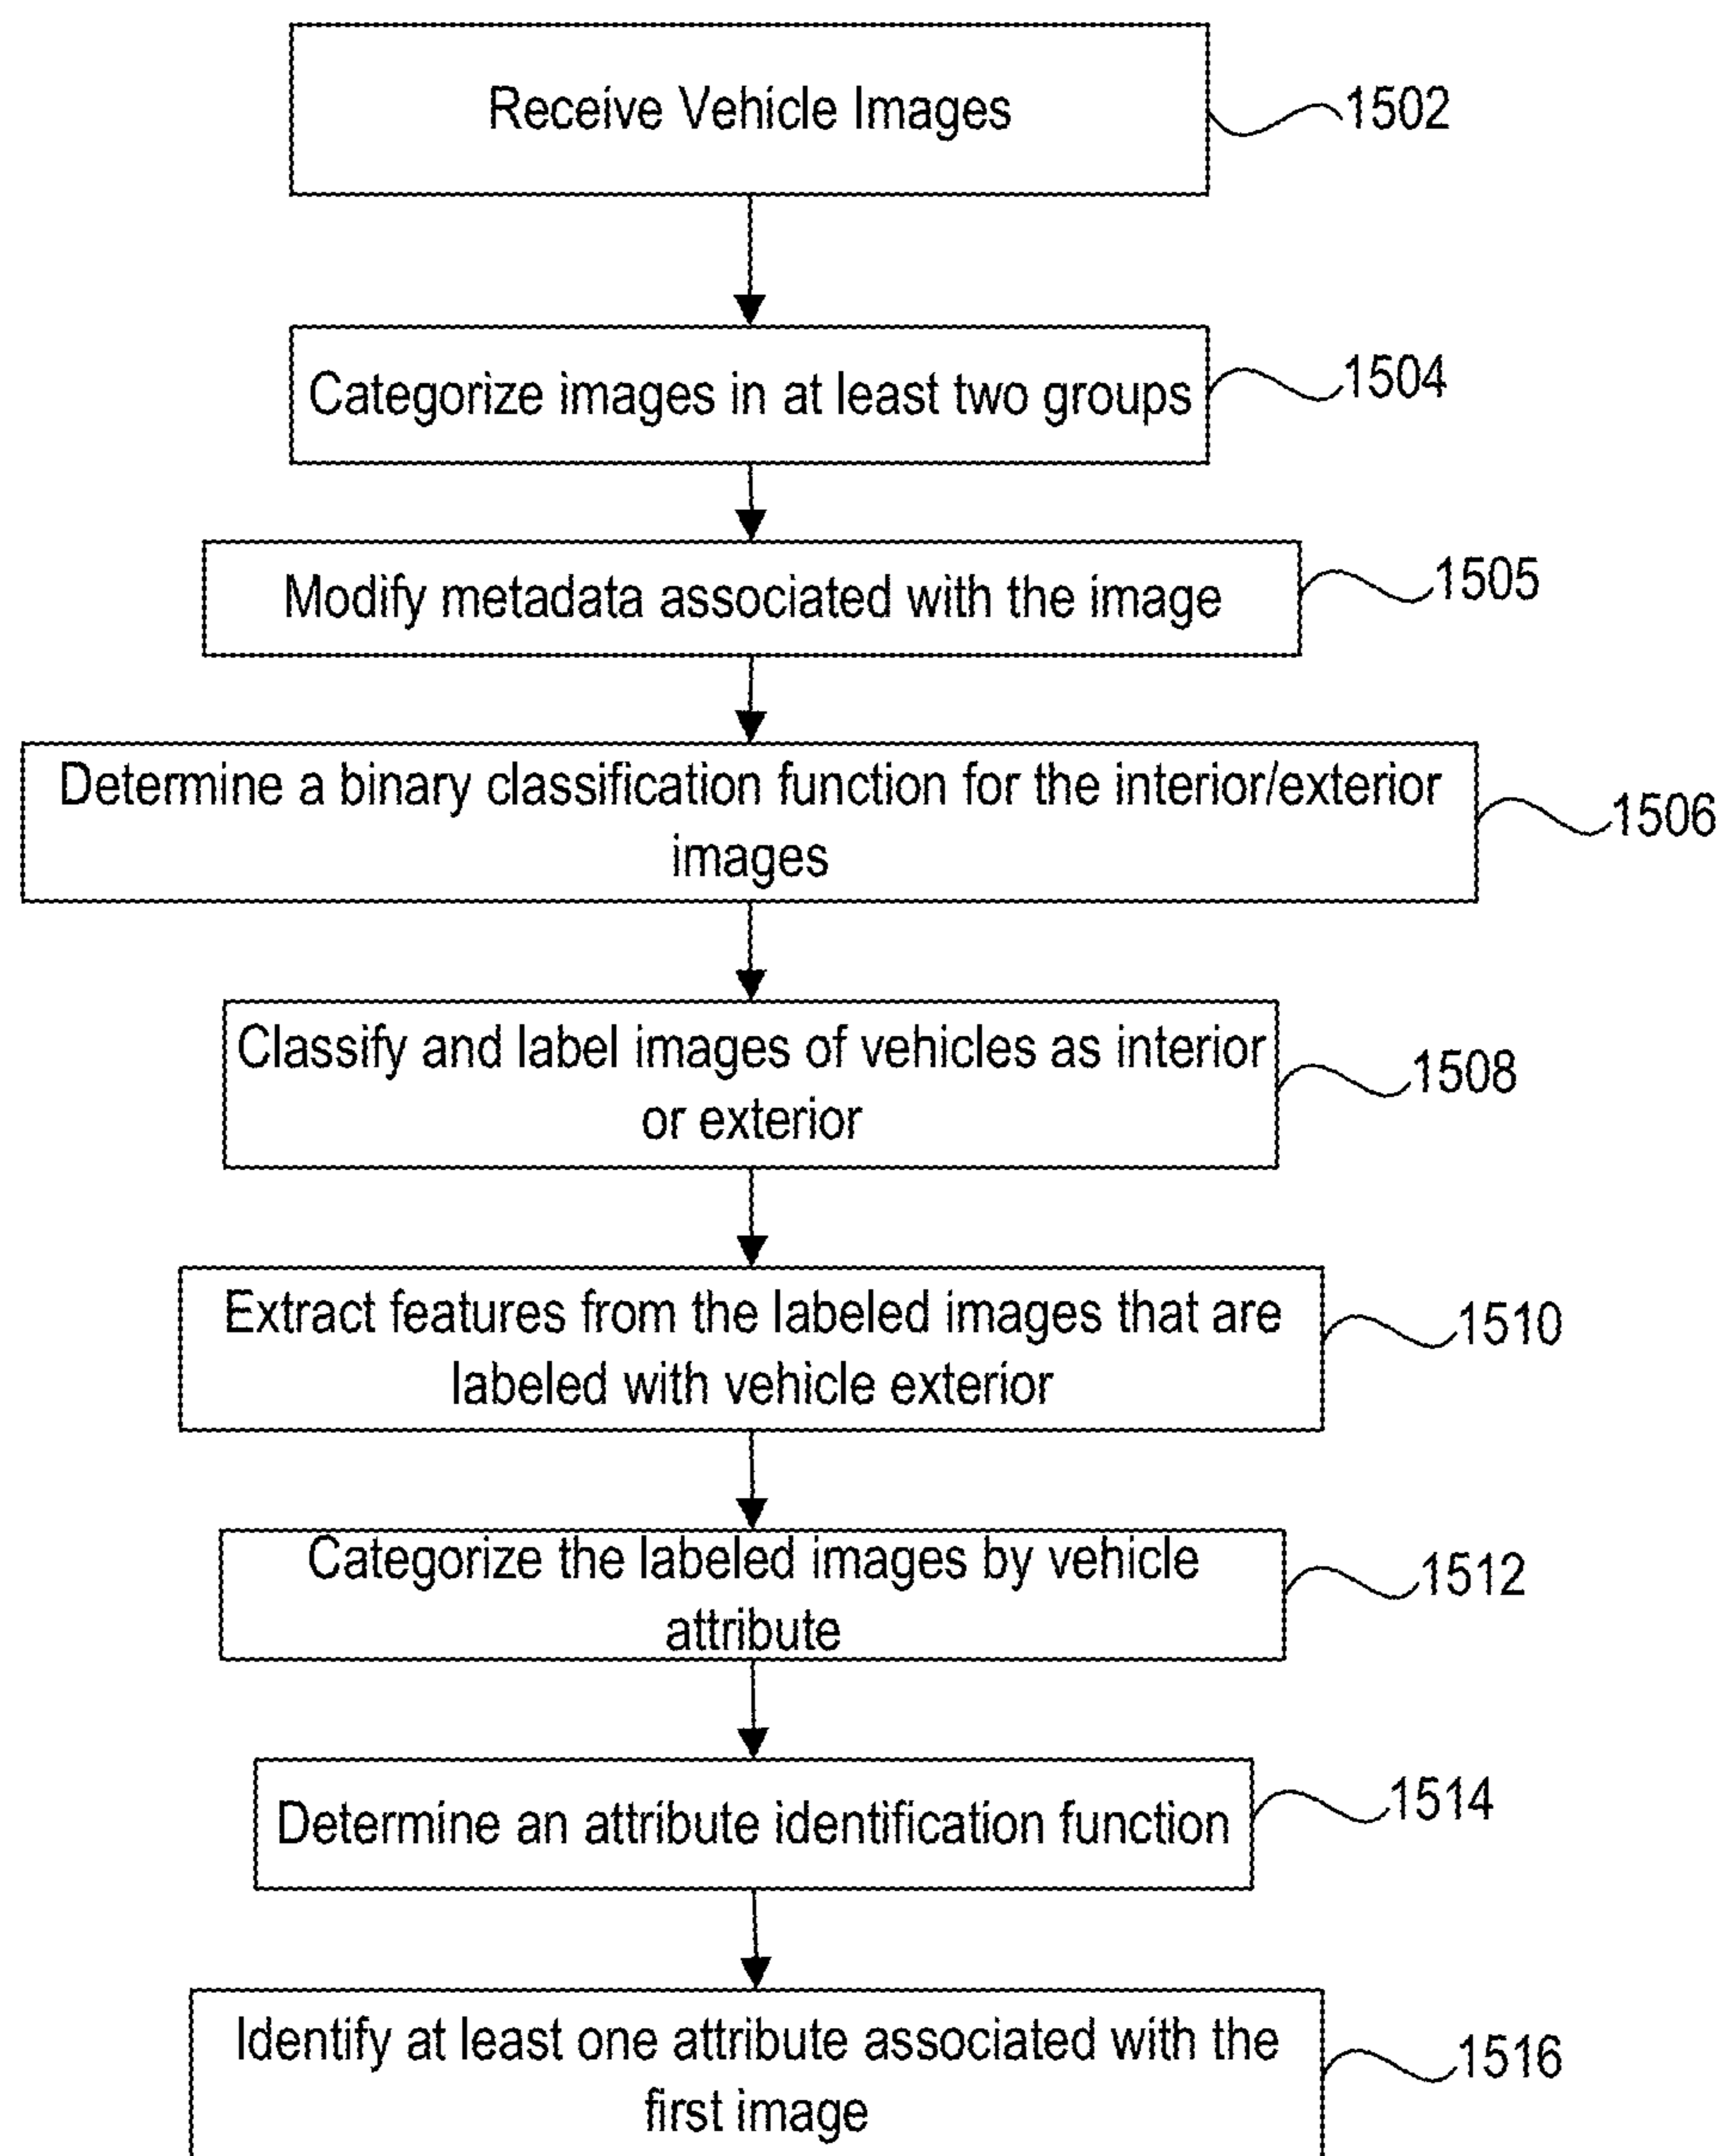 Receive Vehicle Images
1502
Categorize images in at least two groups
1504
Modify metadata associated with the image
1505
Determine a binary classification function for the interior/exterior
images
1506
Classify and label images of vehicles as interior
or exterior
1508
Extract features from the labeled images that are
labeled with vehicle exterior
1510
Categorize the labeled images by vehicle
attribute
1512
Determine an attribute identification function
1514
Identify at least one attribute associated with the
first image
1516